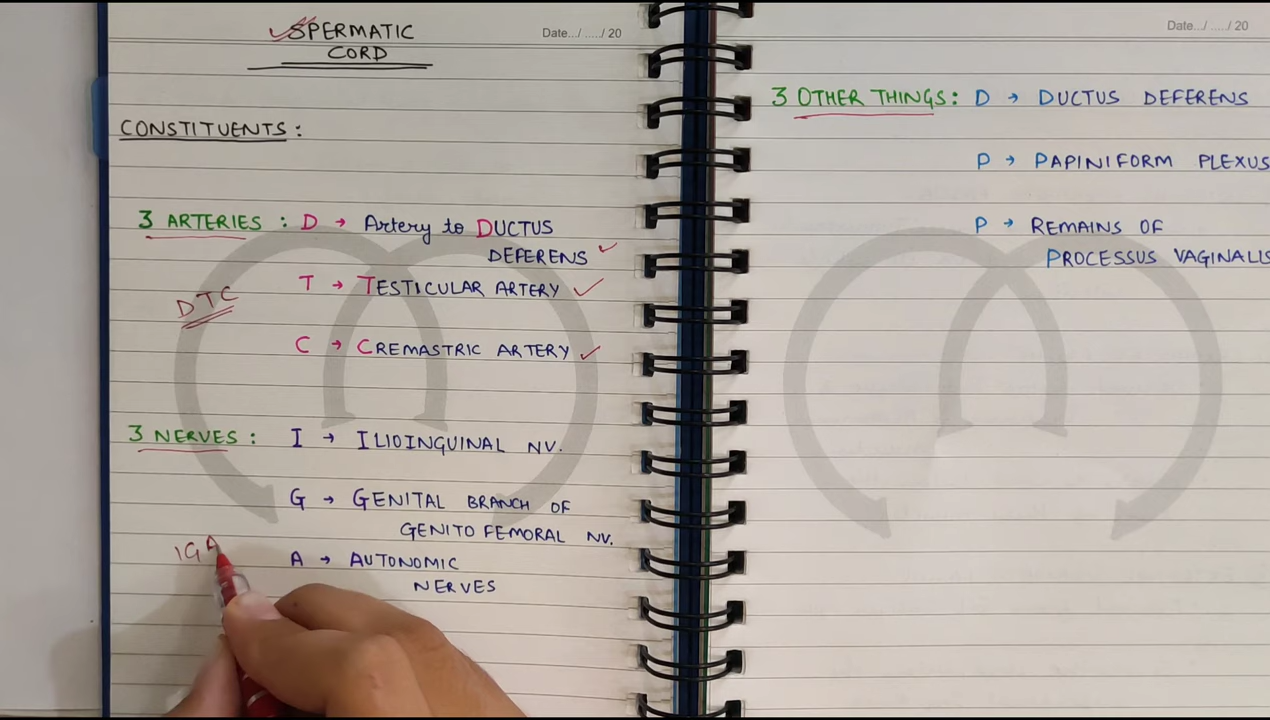 SPERMATIC
CORD
Date.../ ...../ 20
CONSTITUENTS :
3 ARTERIES : D → Artery to DUCTUS
DEFERENS
T → TESTICULAR ARTERY
DTC
C → CREMASTRIC ARTERY
3 NERVES : I → ILIOINGUINAL NV.
G → GENITAL BRANCH OF
GENITO FEMORAL NV.
IGA
A → AUTONOMIC
NERVES
Date.../ ...../ 20
3 OTHER THINGS : D → DUCTUS DEFERENS
P → PAPINIFORM PLEXUS
P → REMAINS OF
PROCESSUS VAGINALIS